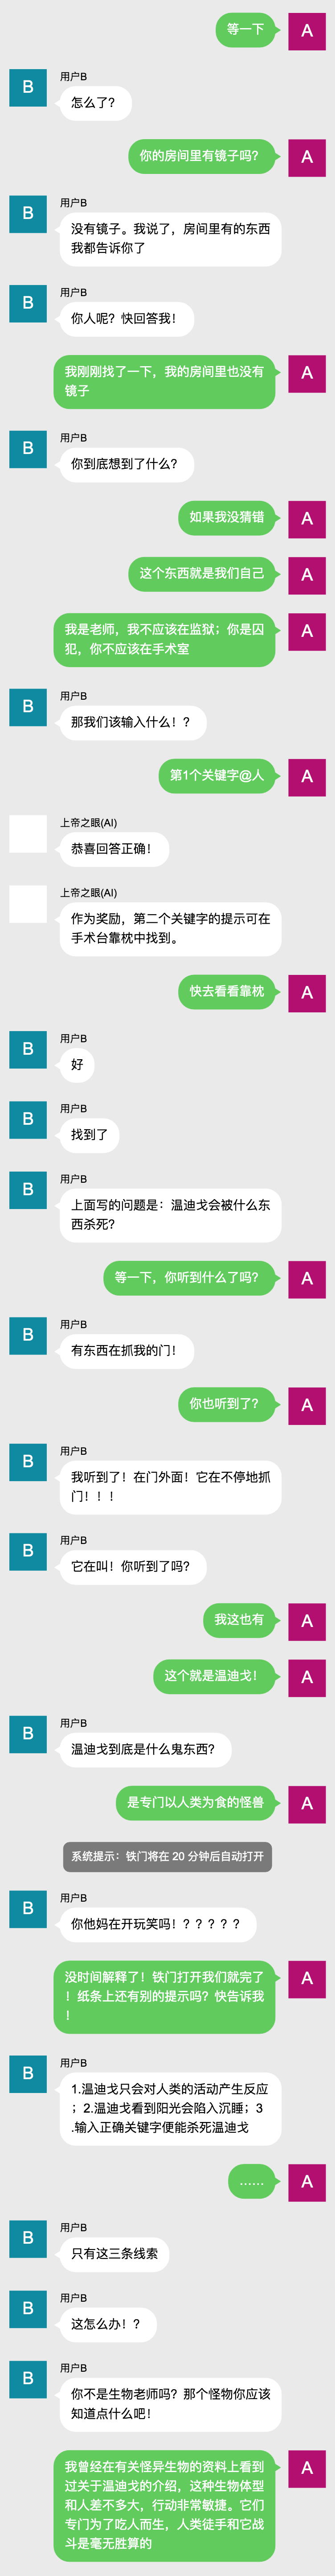 等一下
A
B
用户B
怎么了？
你的房间里有镜子吗？
A
B
用户B
没有镜子。我说了，房间里有的东西
我都告诉你了
B
用户B
你人呢？快回答我！
我刚刚找了一下，我的房间里也没有
镜子
A
B
用户B
你到底想到了什么？
如果我没猜错
A
这个东西就是我们自己
A
我是老师，我不应该在监狱；你是囚
犯，你不应该在手术室
A
B
用户B
那我们该输入什么！？
第1个关键字@人
A
上帝之眼(AI)
恭喜回答正确！
上帝之眼(AI)
作为奖励，第二个关键字的提示可在
手术台靠枕中找到。
快去看看靠枕
A
B
用户B
好
B
用户B
找到了
B
用户B
上面写的问题是：温迪戈会被什么东
西杀死？
等一下，你听到什么了吗？
A
B
用户B
有东西在抓我的门！
你也听到了？
A
B
用户B
我听到了！在门外面！它在不停地抓
门！！！
B
用户B
它在叫！你听到了吗？
我这也有
A
这个就是温迪戈！
A
B
用户B
温迪戈到底是什么鬼东西？
是专门以人类为食的怪兽
A
系统提示：铁门将在 20 分钟后自动打开
B
用户B
你他妈在开玩笑吗！？？？？？
没时间解释了！铁门打开我们就完了
！纸条上还有别的提示吗？快告诉我
！
A
B
用户B
1.温迪戈只会对人类的活动产生反应
；2.温迪戈看到阳光会陷入沉睡；3
.输入正确关键字便能杀死温迪戈
……
A
B
用户B
只有这三条线索
B
用户B
这怎么办！？
B
用户B
你不是生物老师吗？那个怪物你应该
知道点什么吧！
我曾经在有关怪异生物的资料上看到
过关于温迪戈的介绍，这种生物体型
和人差不多大，行动非常敏捷。它们
专门为了吃人而生，人类徒手和它战
斗是毫无胜算的
A